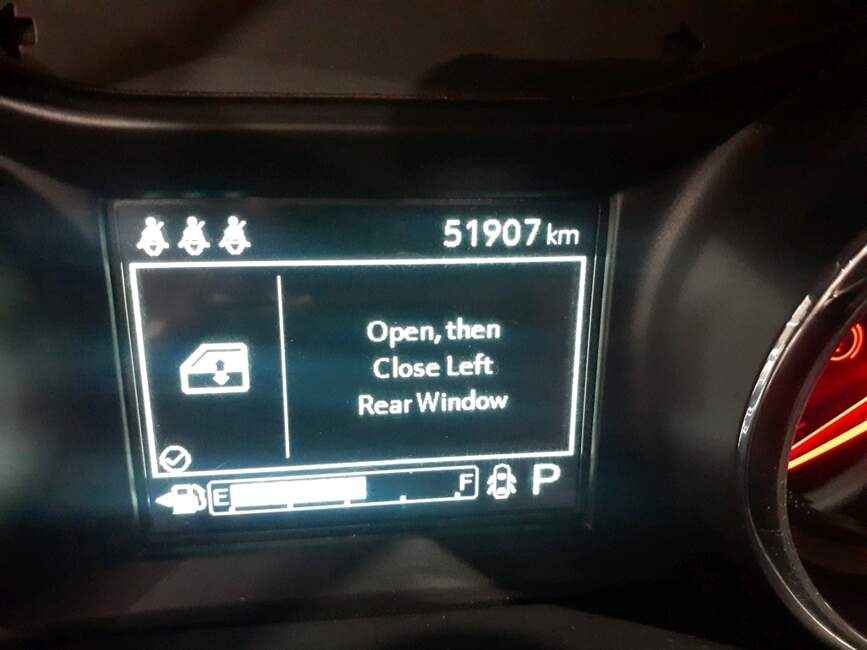 51907 km
Open, then
Close Left
Rear Window
E F P